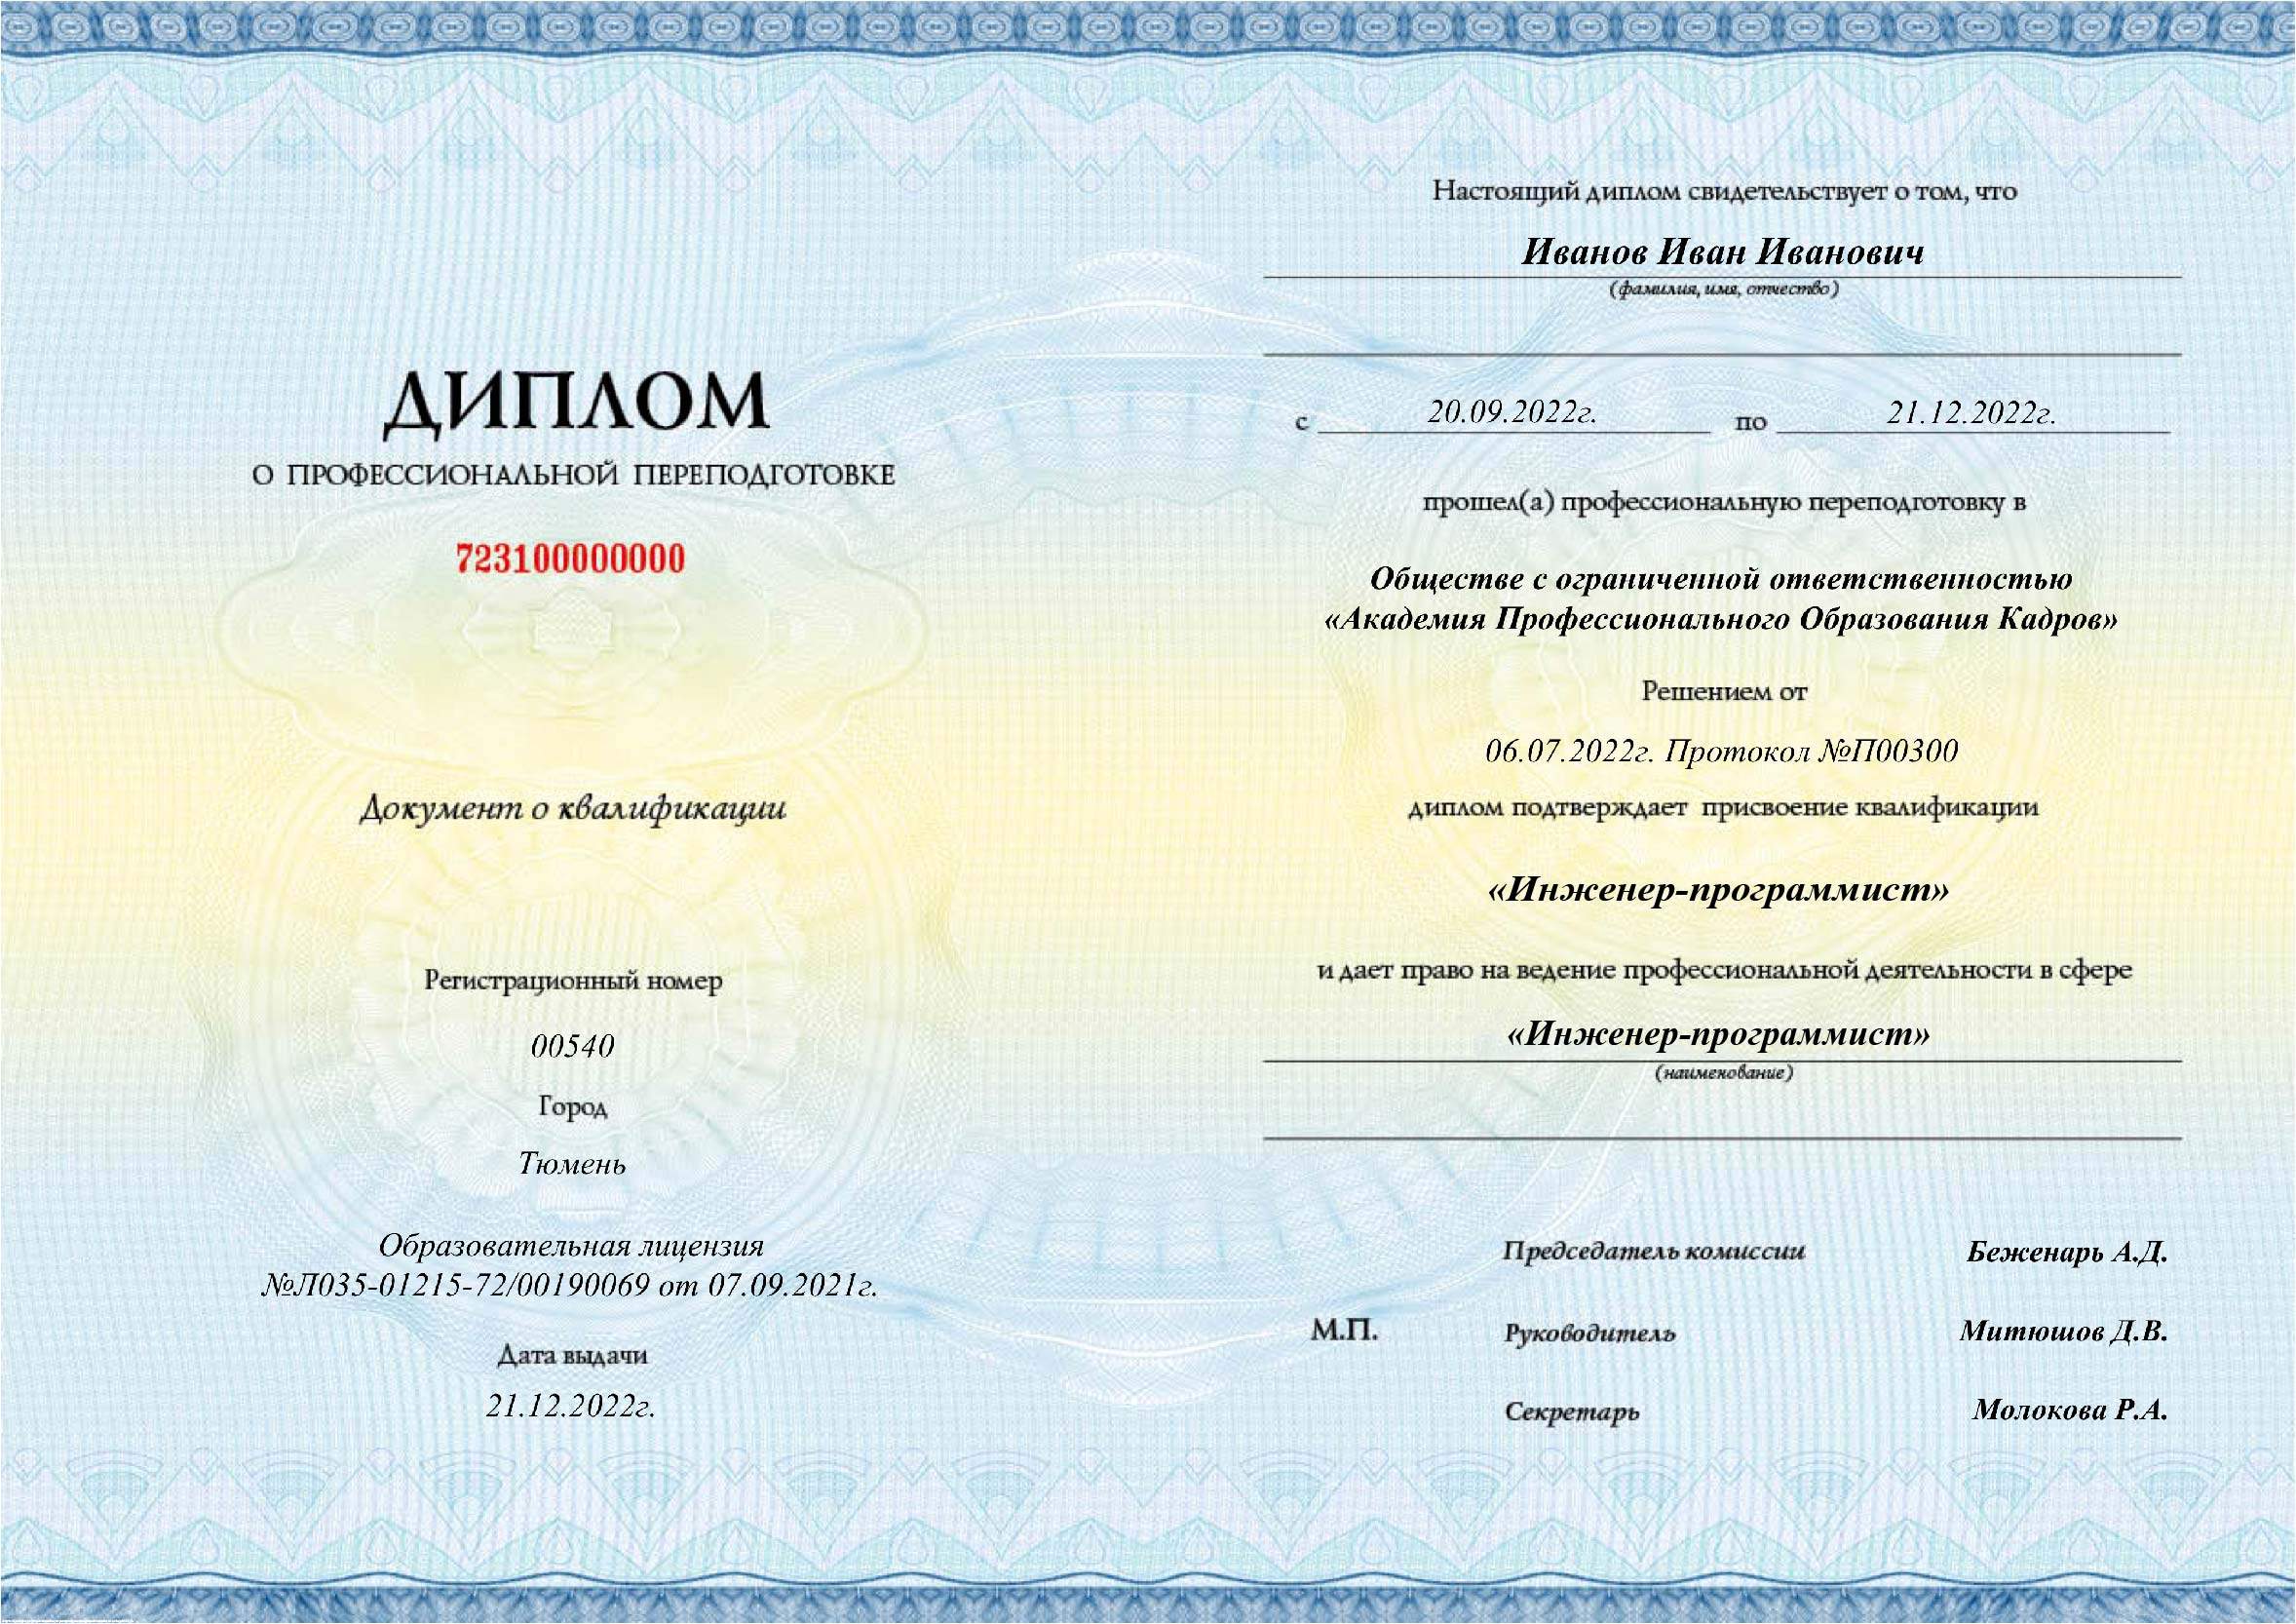 ДИПЛОМ
О ПРОФЕССИОНАЛЬНОЙ ПЕРЕПОДГОТОВКЕ
723100000000
Документ о квалификации
Регистрационный номер
00540
Город
Тюмень
Образовательная лицензия
№Л035-01215-72/00190069 от 07.09.2021г.
Дата выдачи
21.12.2022г.
Настоящий диплом свидетельствует о том, что
Иванов Иван Иванович
(фамилия, имя, отчество)
с 20.09.2022г. по 21.12.2022г.
прошел(а) профессиональную переподготовку в
Обществе с ограниченной ответственностью
«Академия Профессионального Образования Кадров»
Решением от
06.07.2022г. Протокол №П00300
диплом подтверждает присвоение квалификации
«Инженер-программист»
и дает право на ведение профессиональной деятельности в сфере
«Инженер-программист»
(наименование)
Председатель комиссии Беженарь А.Д.
М.П. Руководитель Митюшов Д.В.
Секретарь Молокова Р.А.